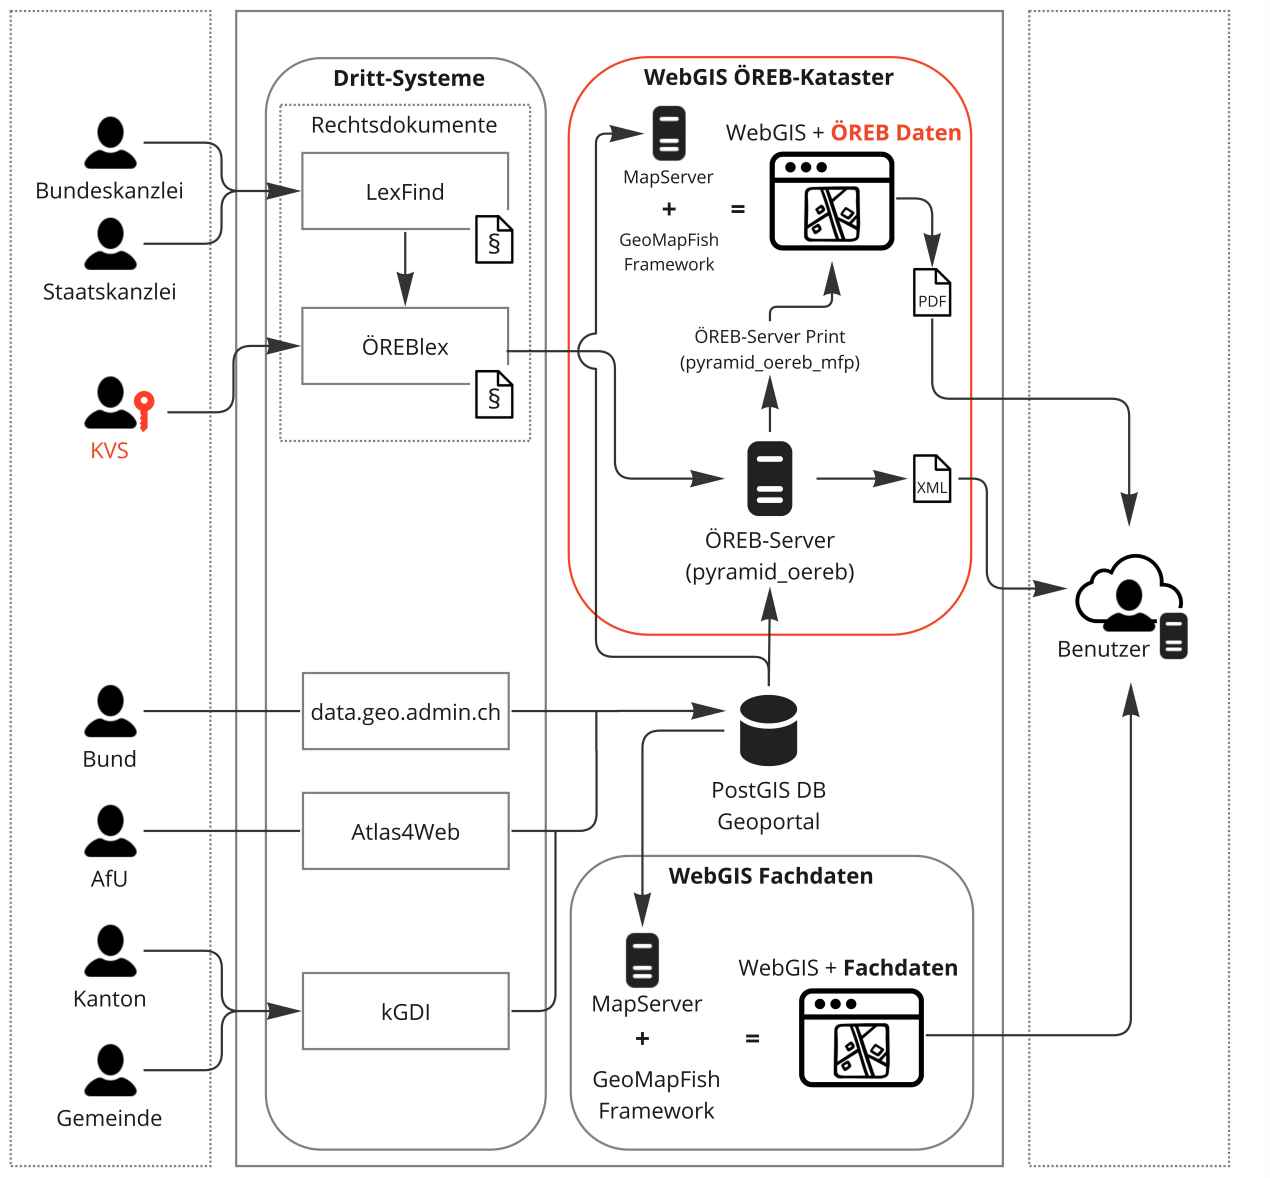 Bundeskanzlei
Staatskanzlei
KVS
Bund
AfU
Kanton
Gemeinde
Dritt-Systeme
Rechtsdokumente
LexFind
§
ÖREBlex
§
data.geo.admin.ch
Atlas4Web
kGDI
WebGIS ÖREB-Kataster
WebGIS + ÖREB Daten
MapServer
+
=
GeoMapFish
Framework
PDF
ÖREB-Server Print
(pyramid_oereb_mfp)
XML
ÖREB-Server
(pyramid_oereb)
PostGIS DB
Geoportal
WebGIS Fachdaten
WebGIS + Fachdaten
MapServer
+
=
GeoMapFish
Framework
Benutzer